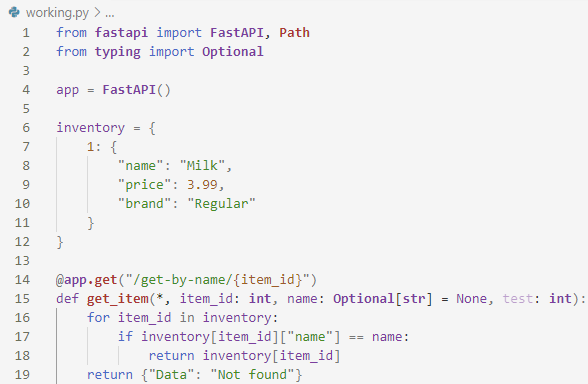 working.py > ...
1 from fastapi import FastAPI, Path
2 from typing import Optional
3
4 app = FastAPI()
5
6 inventory = {
7     1: {
8         "name": "Milk",
9         "price": 3.99,
10         "brand": "Regular"
11     }
12 }
13
14 @app.get("/get-by-name/{item_id}")
15 def get_item(*, item_id: int, name: Optional[str] = None, test: int):
16     for item_id in inventory:
17         if inventory[item_id]["name"] == name:
18             return inventory[item_id]
19     return {"Data": "Not found"}